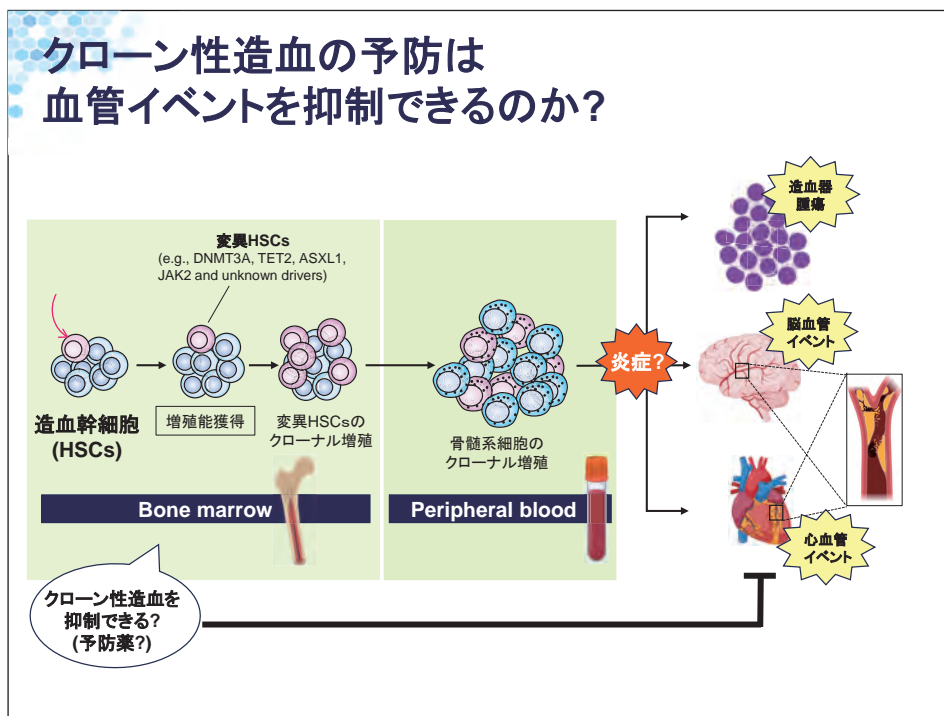 クローン性造血の予防は
血管イベントを抑制できるのか?
変異HSCs
(e.g., DNMT3A, TET2, ASXL1,
JAK2 and unknown drivers)
造血幹細胞
(HSCs)
増殖能獲得
変異HSCsの
クローナル増殖
Bone marrow
骨髄系細胞の
クローナル増殖
Peripheral blood
炎症?
造血器
腫瘍
脳血管
イベント
心血管
イベント
クローン性造血を
抑制できる?
(予防薬?)